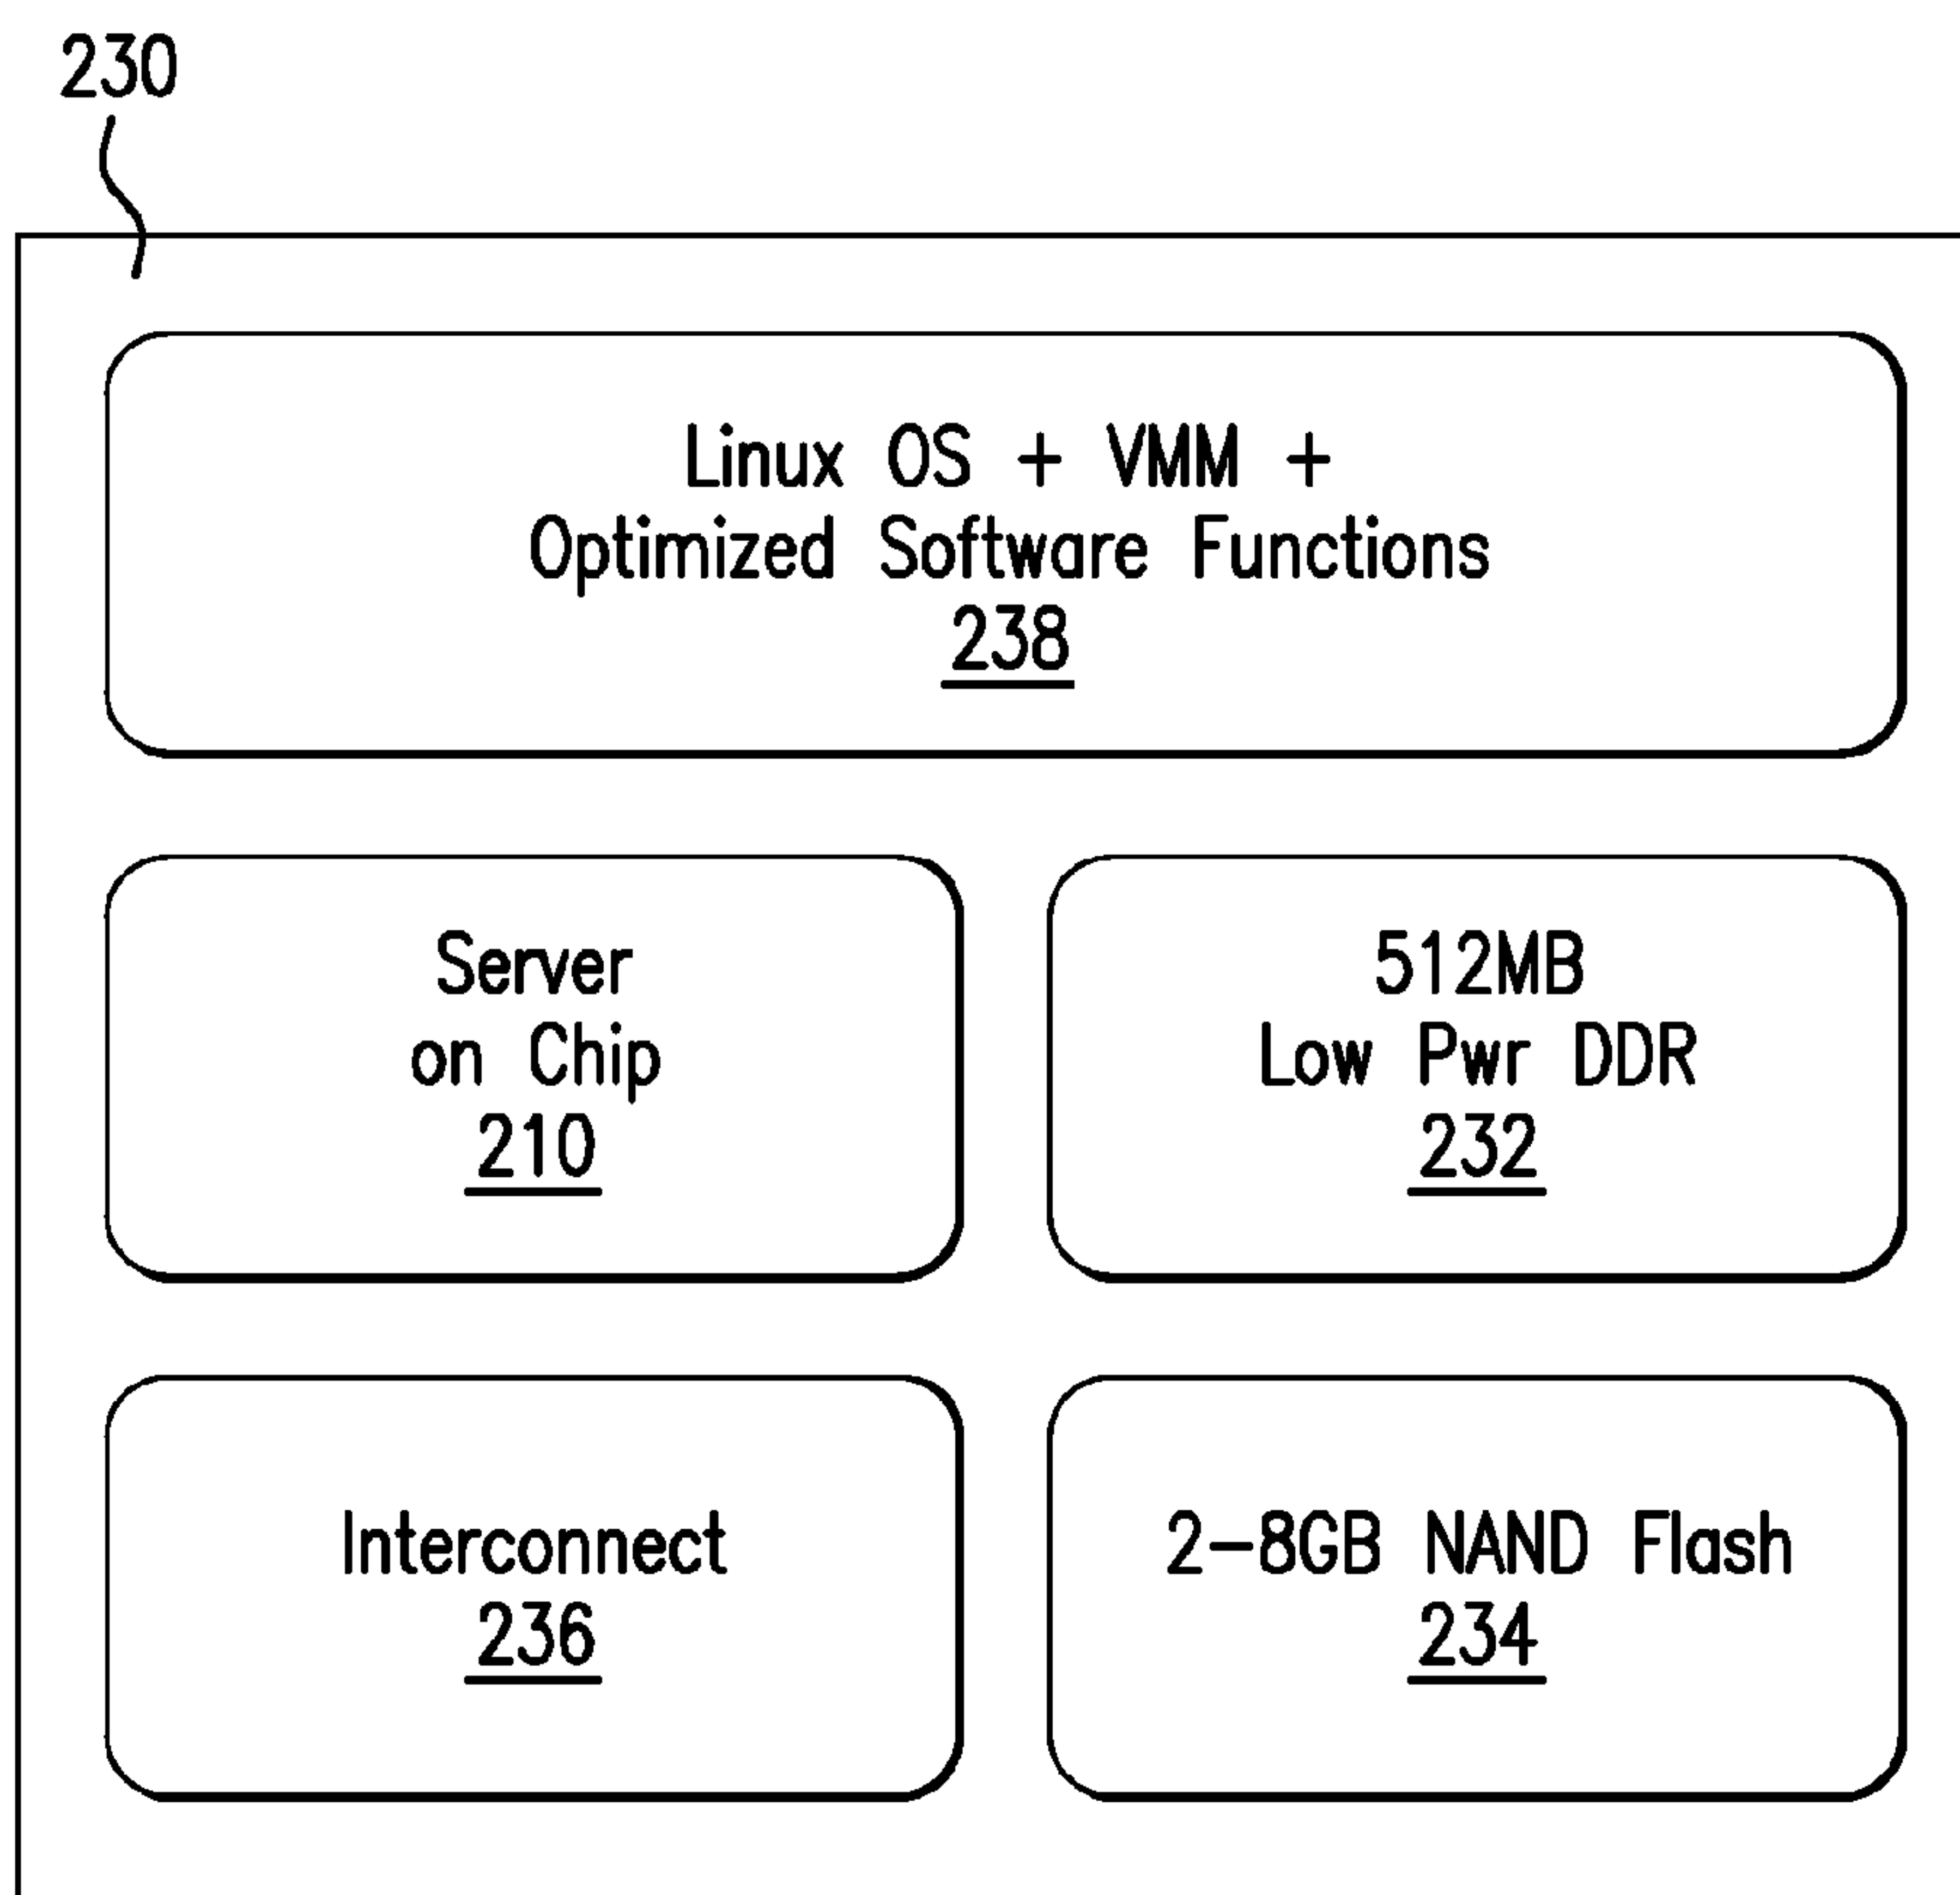 230
Linux OS + VMM +
Optimized Software Functions
238
Server
on Chip
210
512MB
Low Pwr DDR
232
Interconnect
236
2-8GB NAND Flash
234